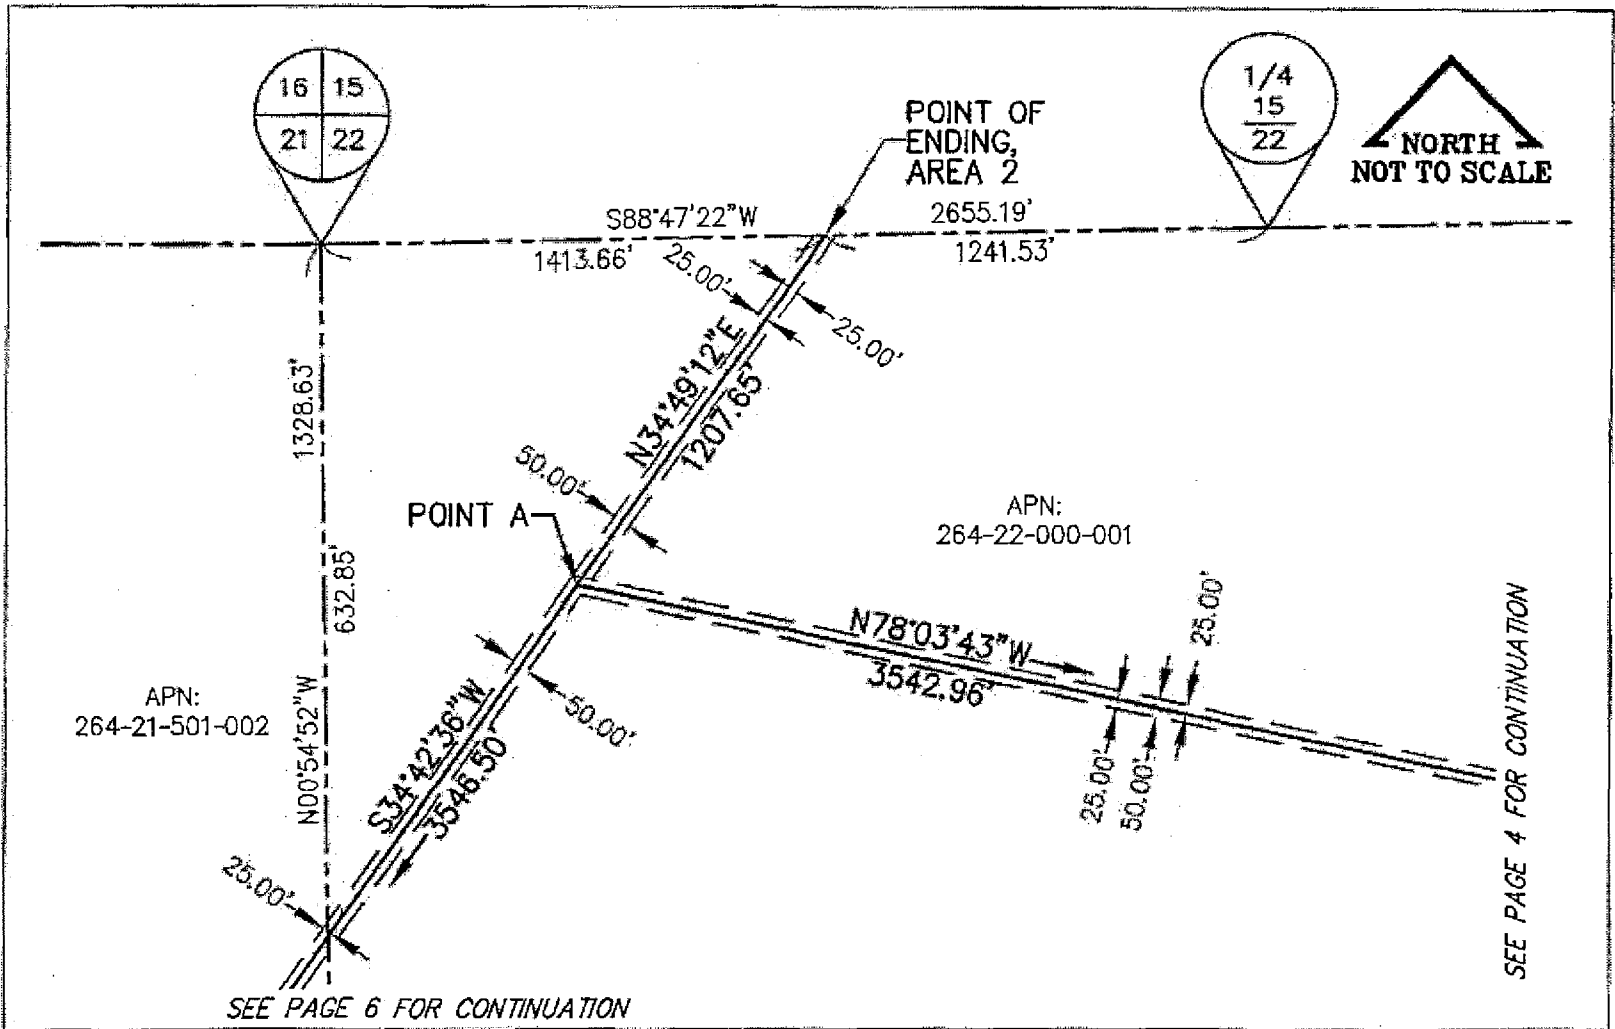 16 15
21 22
POINT OF
ENDING,
AREA 2
1/4
15
22
NORTH
NOT TO SCALE
S88°47'22"W
2655.19'
1413.66'
1241.53'
25.00'
25.00'
N34°49'12"E
1207.65'
1328.63'
50.00'
POINT A
APN:
264-22-000-001
632.85'
N78°03'43"W
3542.96'
25.00'
25.00'
50.00'
APN:
264-21-501-002
N00°54'52"W
50.00'
S34°42'36"W
3546.50'
25.00'
SEE PAGE 4 FOR CONTINUATION
SEE PAGE 6 FOR CONTINUATION